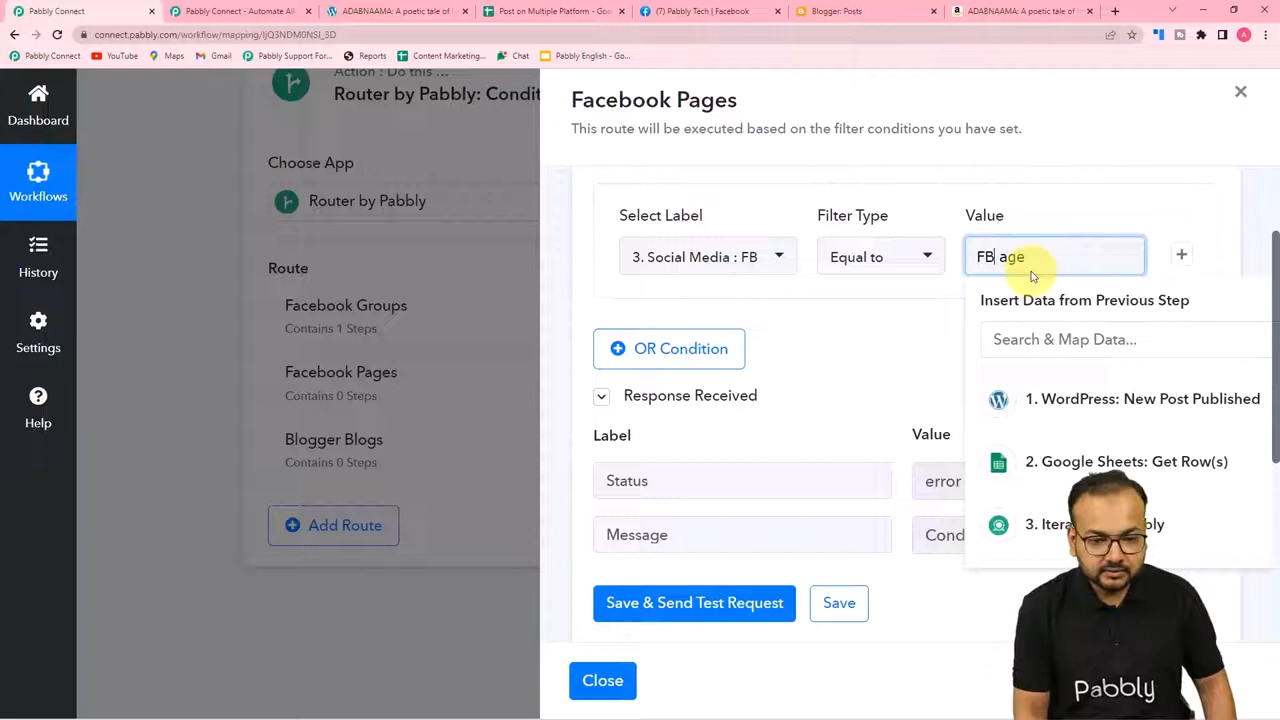 Pabbly Connect
Pabbly Connect - Automate All
ADABNAAMA: A poetic tale of l
Post on Multiple Platform - Goo
(7) Pabbly Tech | Facebook
Blogger: Posts
ADABNAAMA: A poetic tale of l
connect.pabbly.com/workflow/mapping/IjQ3NDM0NSI_3D
Pabbly Connect
YouTube
Maps
Gmail
Pabbly Support For...
Reports
Content Marketing...
Chat
Pabbly English - Go...
Dashboard
Workflows
History
Settings
Help
Action : Do this ...
Router by Pabbly: Condit
Choose App
Router by Pabbly
Route
Facebook Groups
Contains 1 Steps
Facebook Pages
Contains 0 Steps
Blogger Blogs
Contains 0 Steps
Add Route
Facebook Pages
This route will be executed based on the filter conditions you have set.
Select Label
Filter Type
Value
3. Social Media : FB
Equal to
FB age
OR Condition
Insert Data from Previous Step
Search & Map Data...
1. WordPress: New Post Published
2. Google Sheets: Get Row(s)
3. Itera
bly
Response Received
Label
Value
Status
error
Message
Cond
Save & Send Test Request
Save
Close
Pabbly